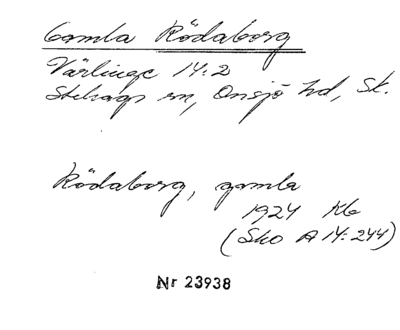 Gamla Rödaborg
Värlinge 14:2
Stehags sn, Onsjö hd, Sk.
Rödaborg, gamla
1924 Kb
(Sko A 14:244)
Nr 23938